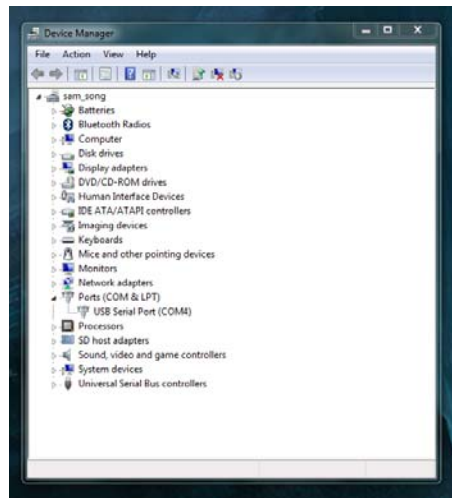 Device Manager
File Action View Help
sam_song
Batteries
Bluetooth Radios
Computer
Disk drives
Display adapters
DVD/CD-ROM drives
Human Interface Devices
IDE ATA/ATAPI controllers
Imaging devices
Keyboards
Mice and other pointing devices
Monitors
Network adapters
Ports (COM & LPT)
USB Serial Port (COM4)
Processors
SD host adapters
Sound, video and game controllers
System devices
Universal Serial Bus controllers